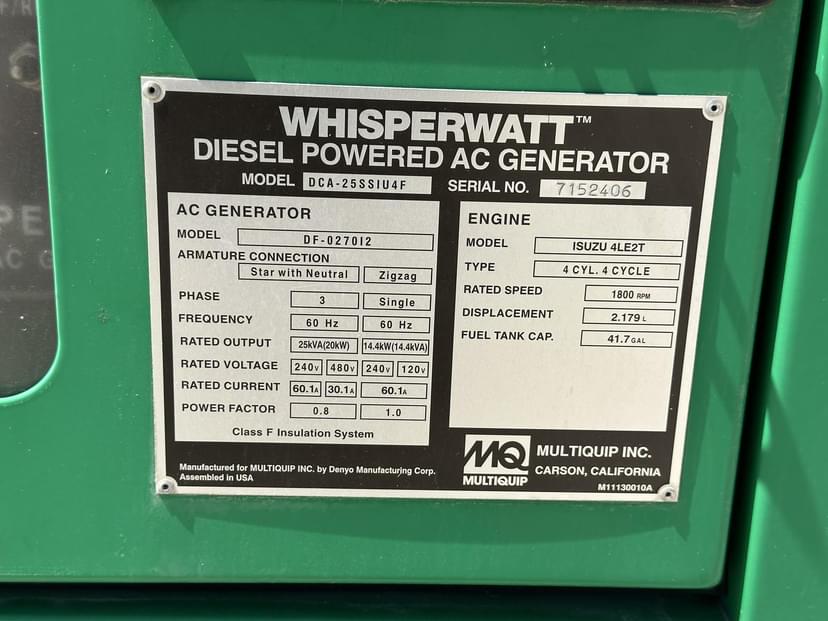 WHISPERWATT™
DIESEL POWERED AC GENERATOR
MODEL DCA-25SSIU4F SERIAL NO. 7152406
AC GENERATOR
MODEL DF-0270I2
ARMATURE CONNECTION
Star with Neutral Zigzag
PHASE 3 Single
FREQUENCY 60 Hz 60 Hz
RATED OUTPUT 25kVA(20kW) 14.4kW(14.4kVA)
RATED VOLTAGE 240V 480V 240V 120V
RATED CURRENT 60.1A 30.1A 60.1A
POWER FACTOR 0.8 1.0
Class F Insulation System
ENGINE
MODEL ISUZU 4LE2T
TYPE 4 CYL. 4 CYCLE
RATED SPEED 1800 RPM
DISPLACEMENT 2.179 L
FUEL TANK CAP. 41.7 GAL
Manufactured for MULTIQUIP INC. by Denyo Manufacturing Corp.
Assembled in USA
MQ
MULTIQUIP
MULTIQUIP INC.
CARSON, CALIFORNIA
M11130010A